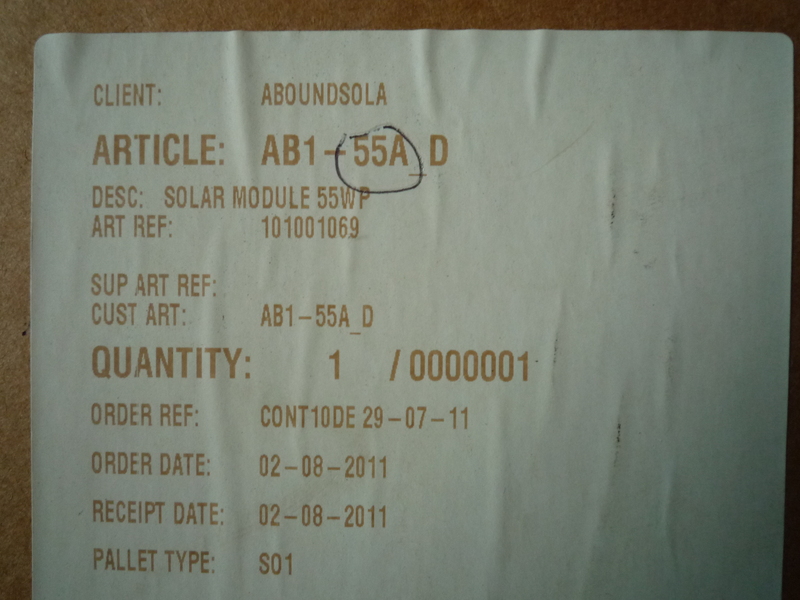 CLIENT: ABOUNDSOLA
ARTICLE: AB1-55A_D
DESC: SOLAR MODULE 55WP
ART REF: 101001069
SUP ART REF:
CUST ART: AB1-55A_D
QUANTITY: 1 /0000001
ORDER REF: CONT10DE 29-07-11
ORDER DATE: 02-08-2011
RECEIPT DATE: 02-08-2011
PALLET TYPE: S01